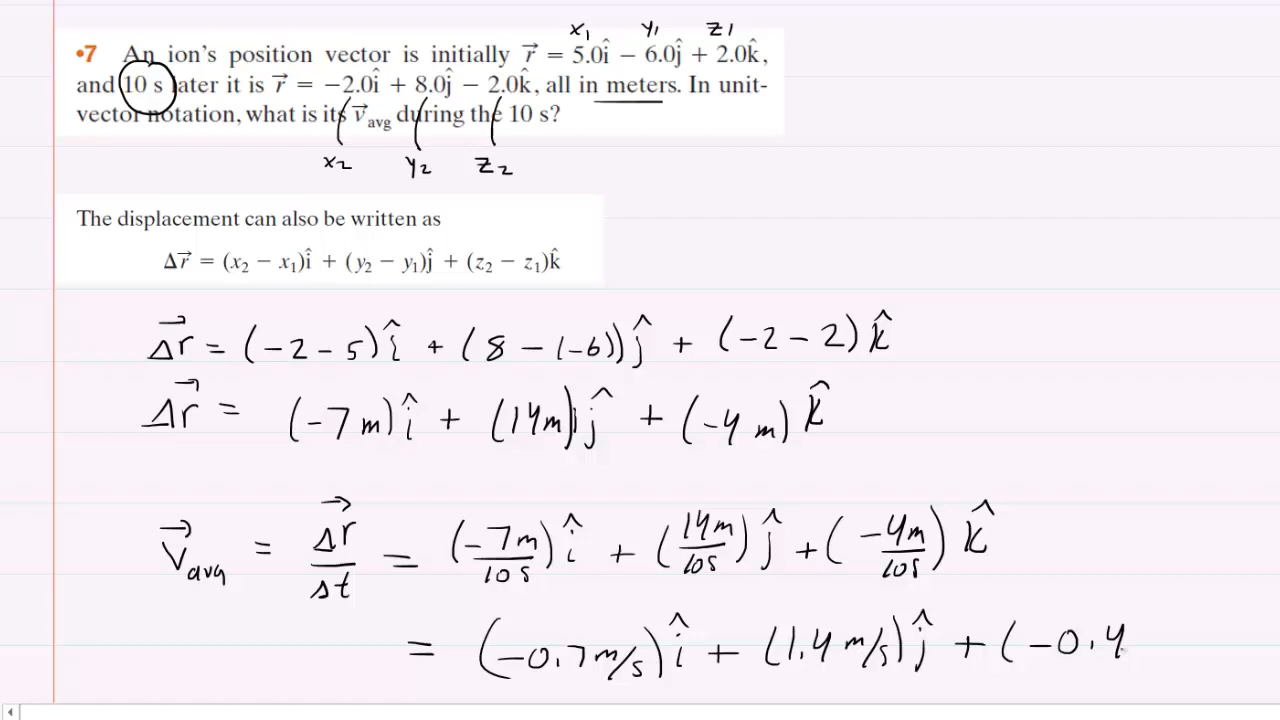 x₁ y₁ z₁
•7 An ion's position vector is initially r⃗ = 5.0î − 6.0ĵ + 2.0k̂,
and 10 s later it is r⃗ = −2.0î + 8.0ĵ − 2.0k̂, all in meters. In unit-
vector notation, what is its v⃗avg during the 10 s?
x₂ y₂ z₂
The displacement can also be written as
Δr⃗ = (x₂ − x₁)î + (y₂ − y₁)ĵ + (z₂ − z₁)k̂
Δr⃗ = (-2-5)î + (8-(-6))ĵ + (-2-2)k̂
Δr⃗ = (-7m)î + (14m)ĵ + (-4m)k̂
v⃗avg = Δr⃗/Δt = (-7m/10s)î + (14m/10s)ĵ + (-4m/10s)k̂
= (-0.7m/s)î + (1.4m/s)ĵ + (-0.4